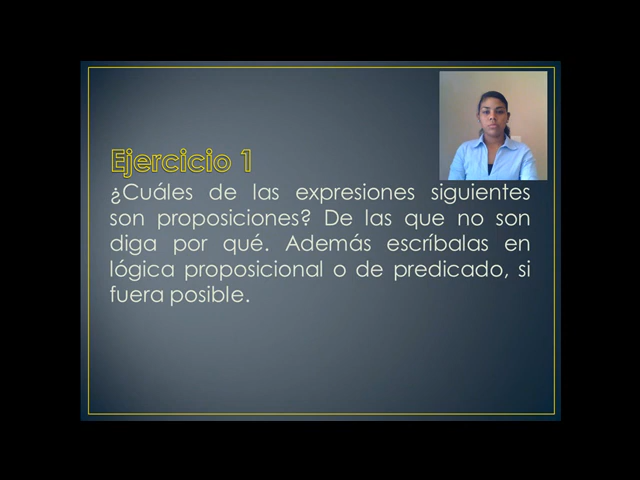 Ejercicio 1
¿Cuáles de las expresiones siguientes
son proposiciones? De las que no son
diga por qué. Además escríbalas en
lógica proposicional o de predicado, si
fuera posible.